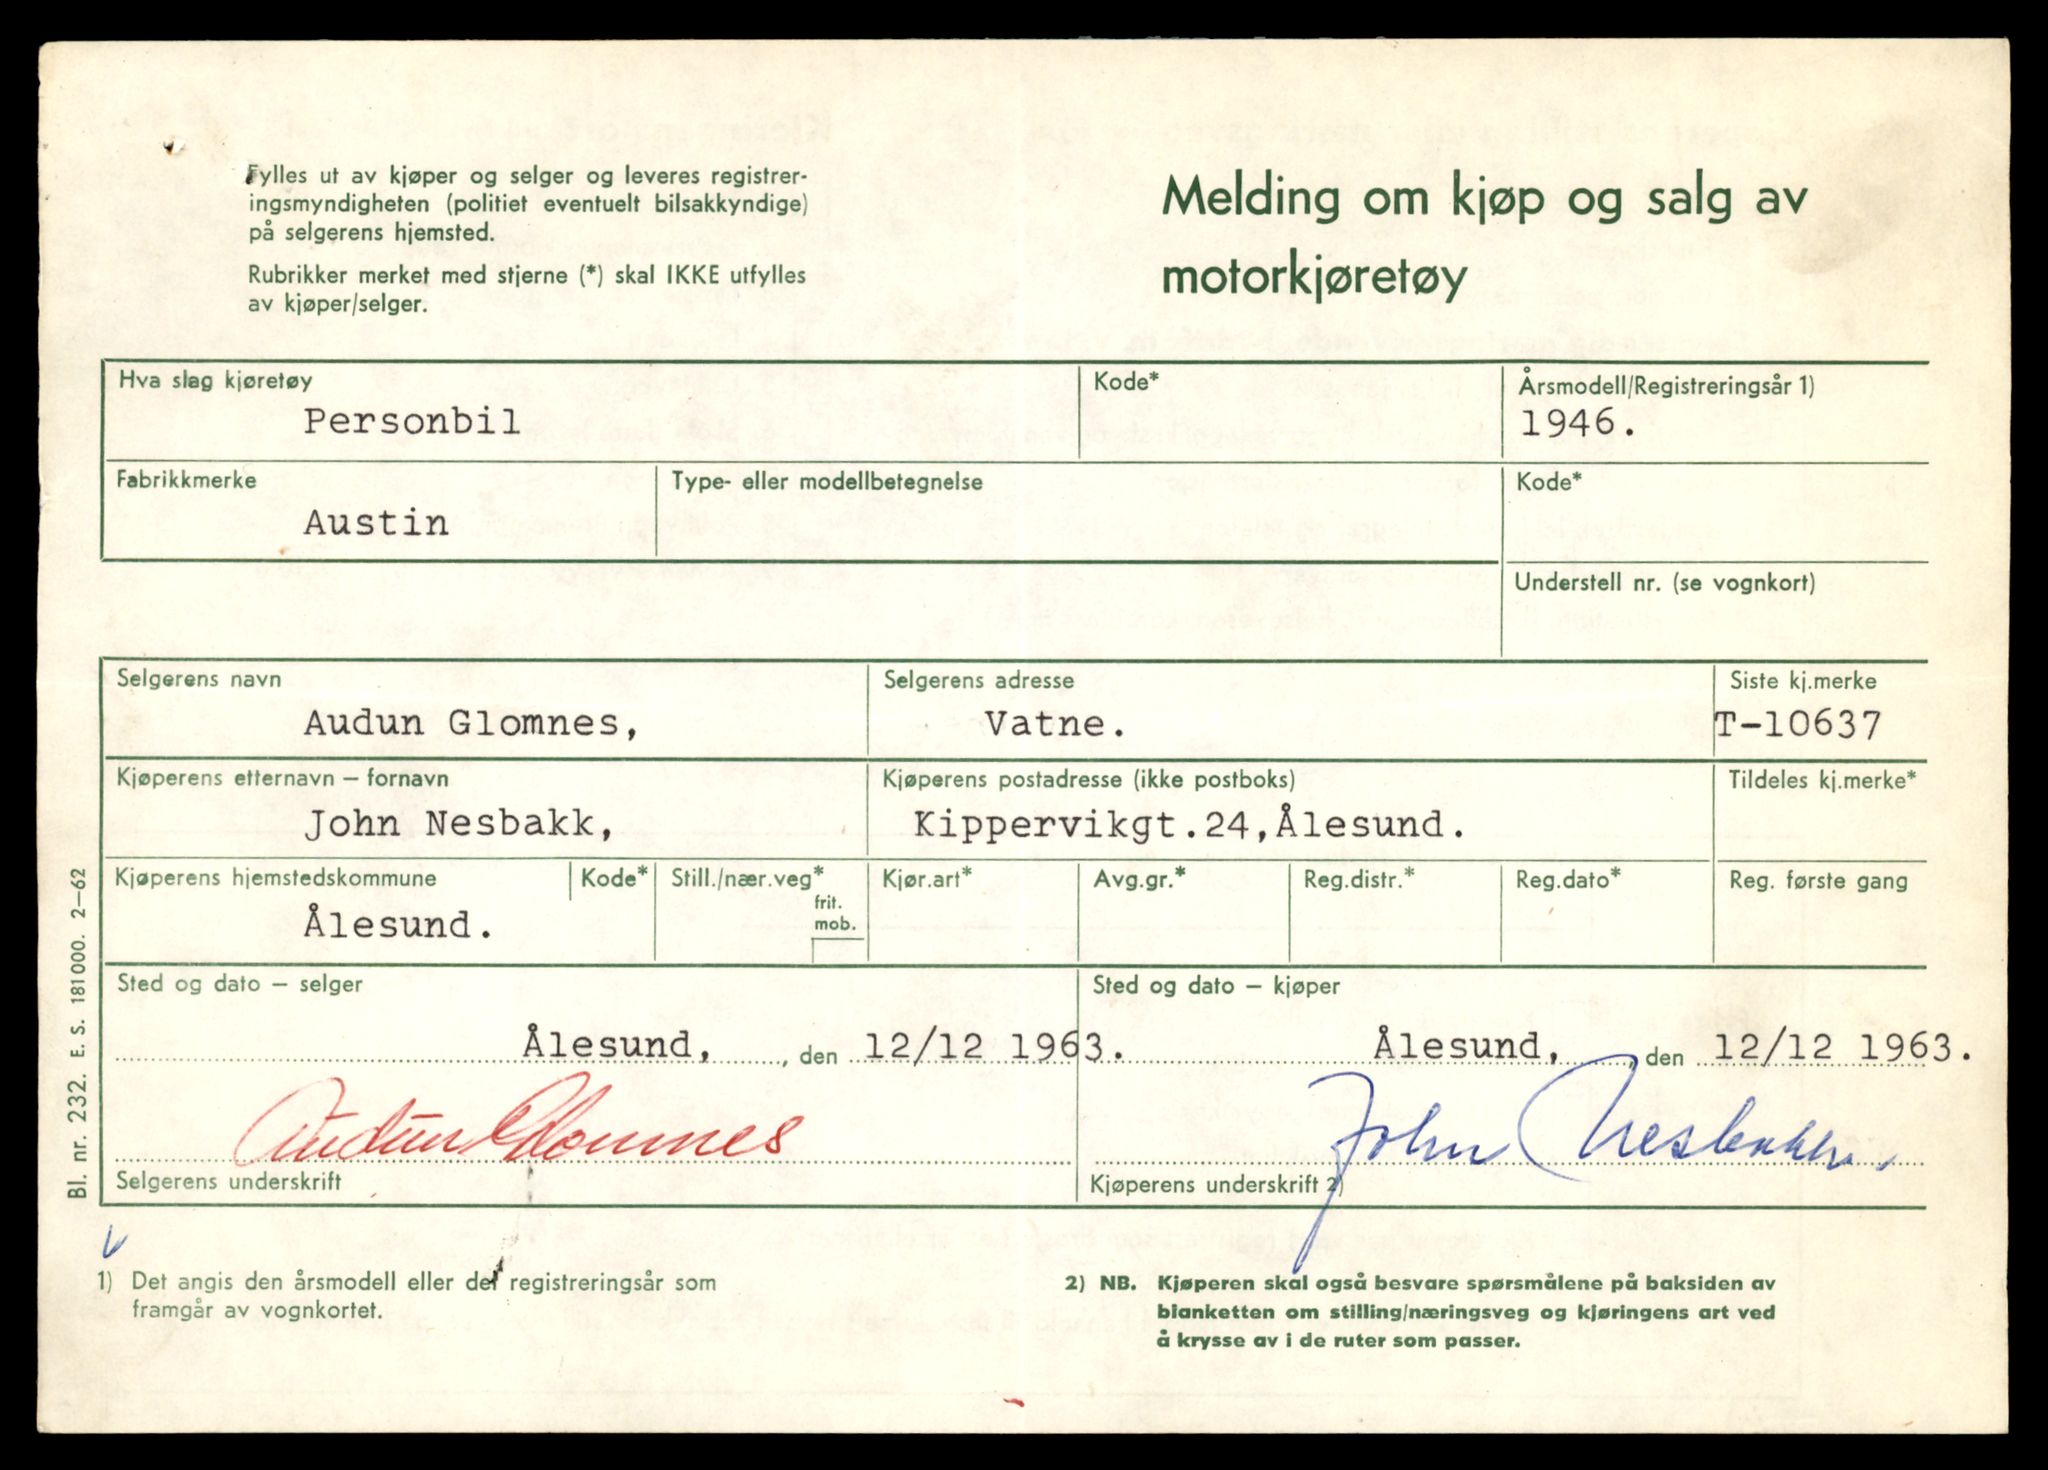 Fylles ut av kjøper og selger og leveres registrer-
ingsmyndigheten (politiet eventuelt bilsakkyndige)
på selgerens hjemsted.
Rubrikker merket med stjerne (*) skal IKKE utfylles
av kjøper/selger.
Melding om kjøp og salg av
motorkjøretøy
Hva slag kjøretøy
Personbil
Kode*
Årsmodell/Registreringsår 1)
1946.
Fabrikkmerke
Austin
Type- eller modellbetegnelse
Kode*
Understell nr. (se vognkort)
Selgerens navn
Audun Glomnes,
Selgerens adresse
Vatne.
Siste kj.merke
T-10637
Kjøperens etternavn – fornavn
John Nesbakk,
Kjøperens postadresse (ikke postboks)
Kippervikgt.24,Ålesund.
Tildeles kj.merke*
Kjøperens hjemstedskommune
Ålesund.
Kode*
Still./nær.veg*
frit.
mob.
Kjør.art*
Avg.gr.*
Reg.distr.*
Reg.dato*
Reg. første gang
Sted og dato – selger
Ålesund, , den 12/12 1963.
Audun Glomnes
Selgerens underskrift
Sted og dato – kjøper
Ålesund, , den 12/12 1963.
John Nesbakk
Kjøperens underskrift 2)
Bl. nr. 232. E. S. 181000. 2–62
1) Det angis den årsmodell eller det registreringsår som
framgår av vognkortet.
2) NB. Kjøperen skal også besvare spørsmålene på baksiden av
blanketten om stilling/næringsveg og kjøringens art ved
å krysse av i de ruter som passer.